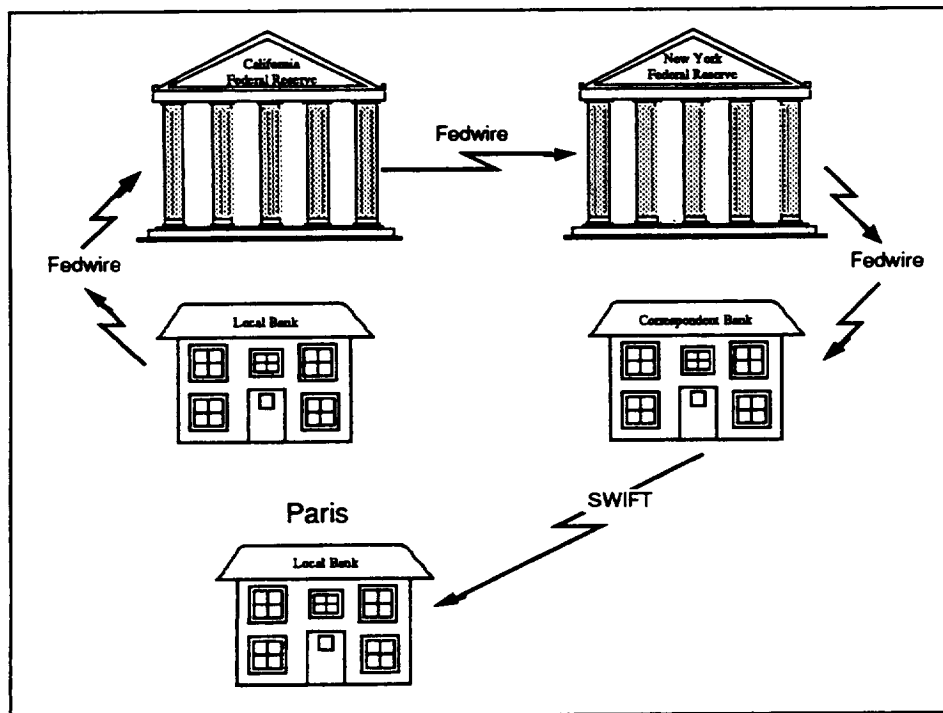 California
Federal Reserve
New York
Federal Reserve
Fedwire
Fedwire
Fedwire
Local Bank
Correspondent Bank
SWIFT
Paris
Local Bank